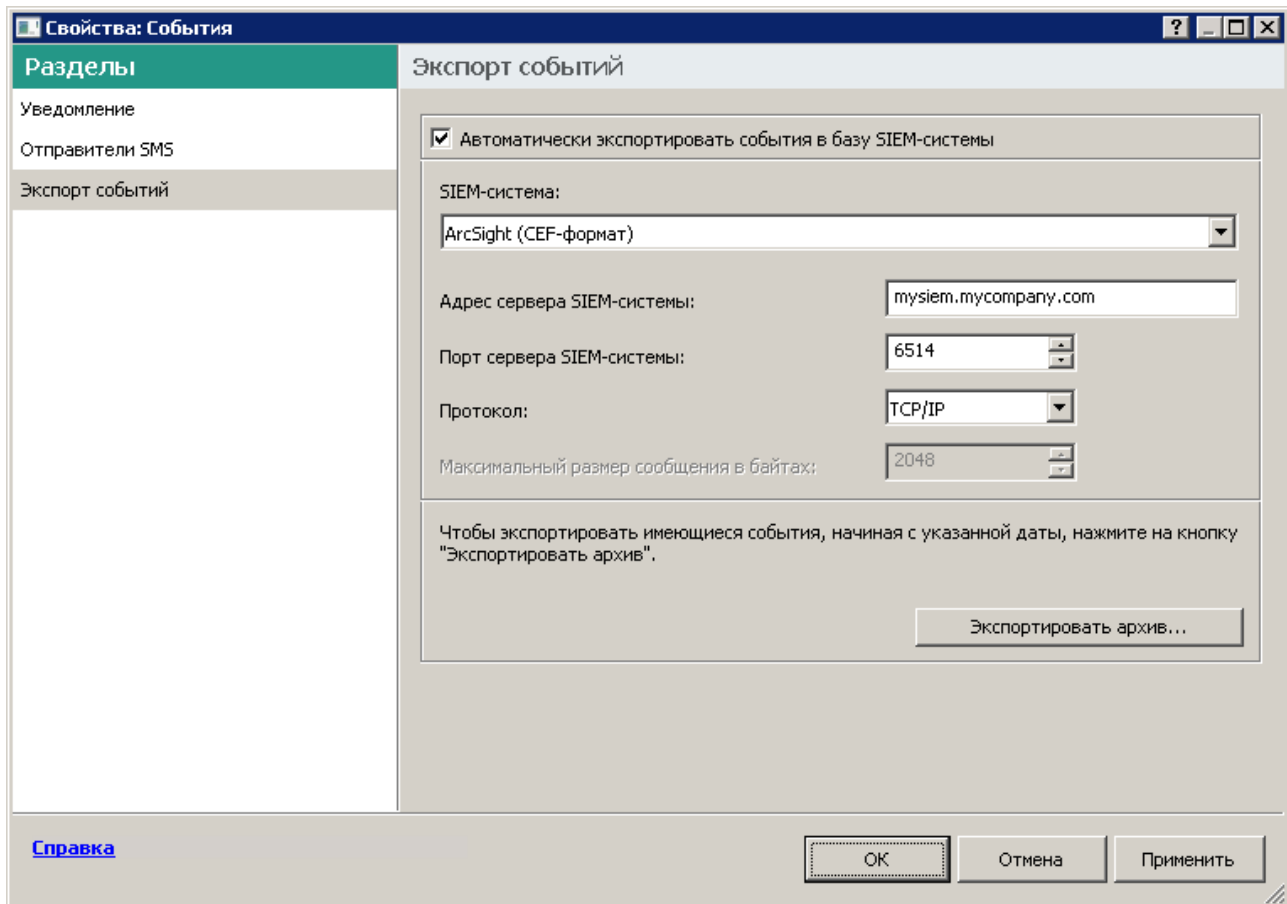 Свойства: События
?
Разделы
Экспорт событий
Уведомление
Отправители SMS
Экспорт событий
Автоматически экспортировать события в базу SIEM-системы
SIEM-система:
ArcSight (CEF-формат)
Адрес сервера SIEM-системы:
mysiem.mycompany.com
Порт сервера SIEM-системы:
6514
Протокол:
TCP/IP
Максимальный размер сообщения в байтах:
2048
Чтобы экспортировать имеющиеся события, начиная с указанной даты, нажмите на кнопку
"Экспортировать архив".
Экспортировать архив...
Справка
ОК
Отмена
Применить